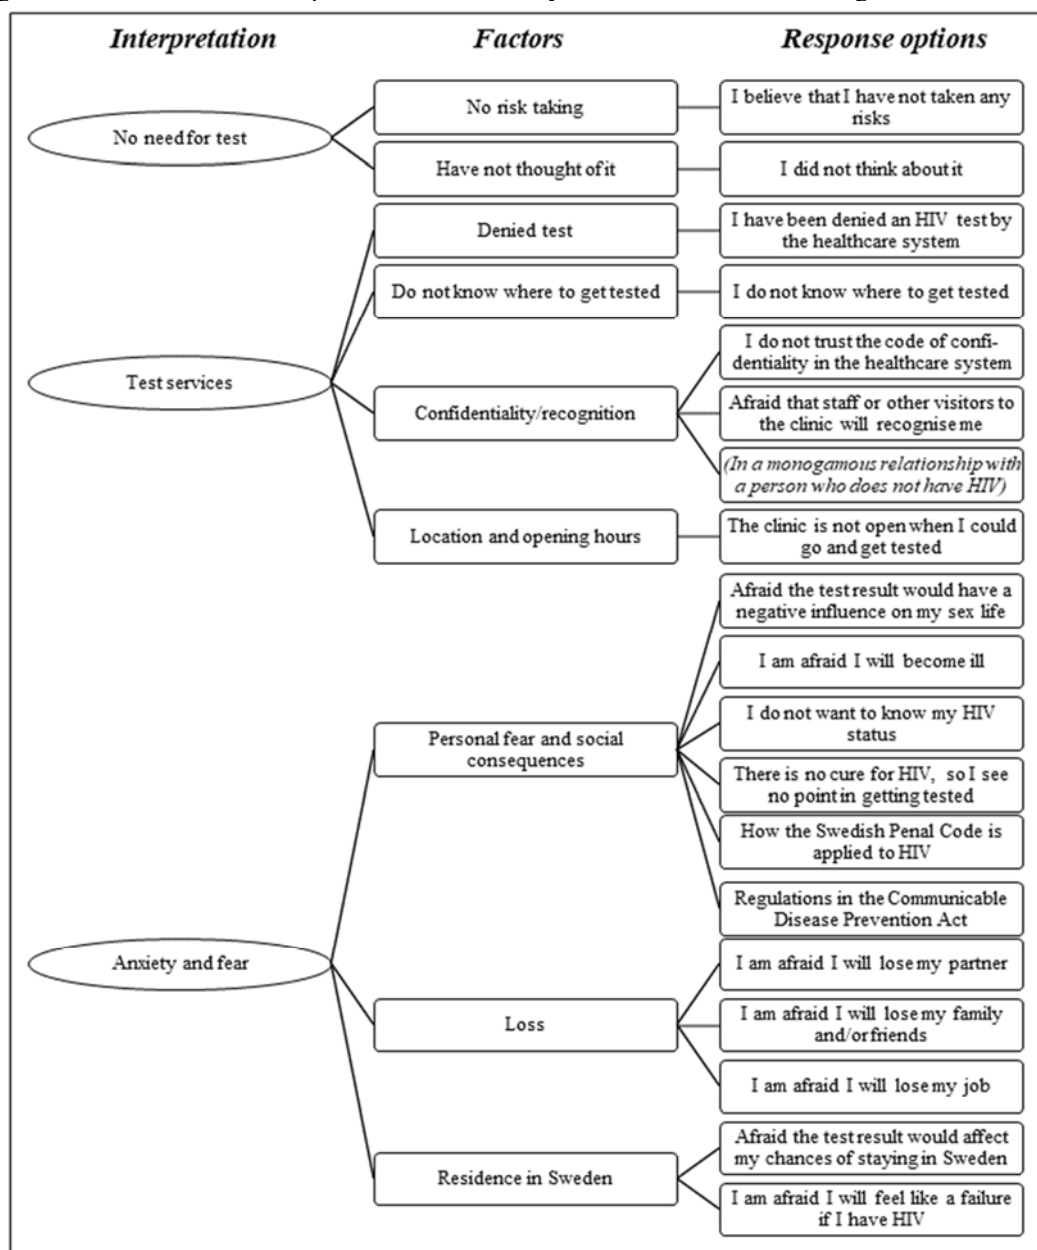 Interpretation
Factors
Response options
No need for test
No risk taking
I believe that I have not taken any
risks
Have not thought of it
I did not think about it
Test services
Denied test
I have been denied an HIV test by
the healthcare system
Do not know where to get tested
I do not know where to get tested
Confidentiality/recognition
I do not trust the code of confi-
dentiality in the healthcare system
Afraid that staff or other visitors to
the clinic will recognise me
(In a monogamous relationship with
a person who does not have HIV)
Location and opening hours
The clinic is not open when I could
go and get tested
Anxiety and fear
Personal fear and social
consequences
Afraid the test result would have a
negative influence on my sex life
I am afraid I will become ill
I do not want to know my HIV
status
There is no cure for HIV, so I see
no point in getting tested
How the Swedish Penal Code is
applied to HIV
Regulations in the Communicable
Disease Prevention Act
Loss
I am afraid I will lose my partner
I am afraid I will lose my family
and/or friends
I am afraid I will lose my job
Residence in Sweden
Afraid the test result would affect
my chances of staying in Sweden
I am afraid I will feel like a failure
if I have HIV